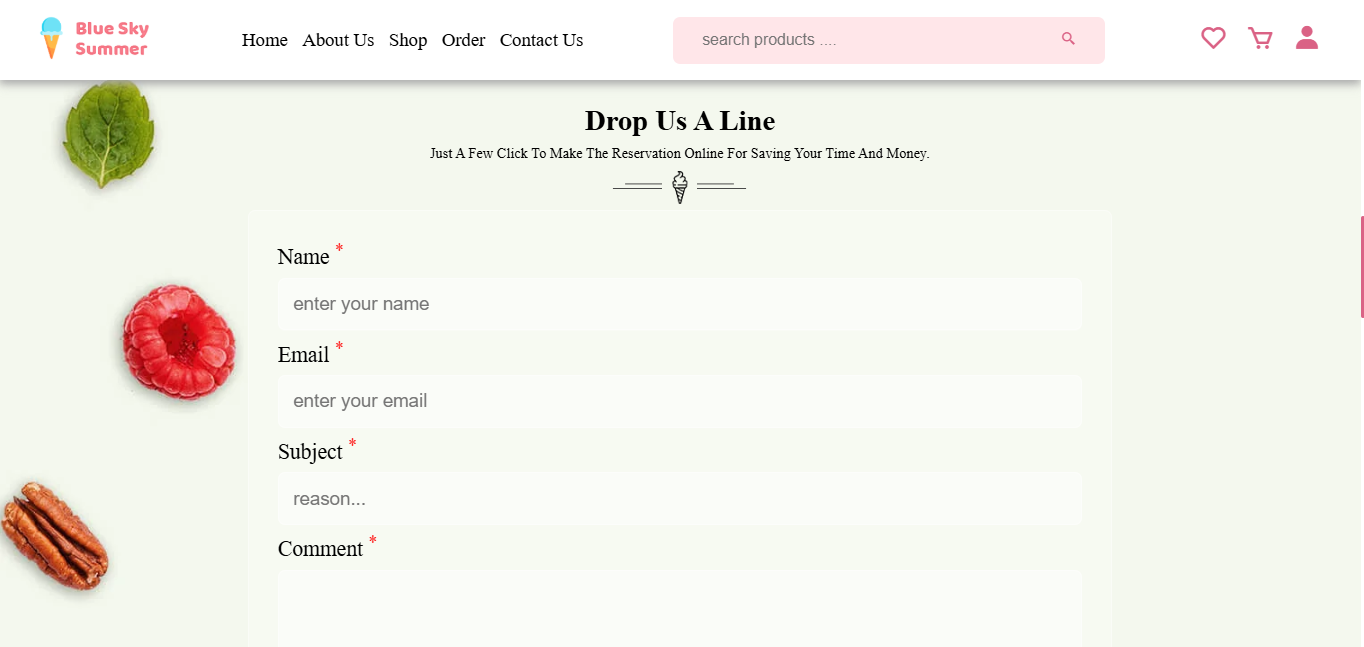 Blue Sky
Summer
Home About Us Shop Order Contact Us
search products ....
Drop Us A Line
Just A Few Click To Make The Reservation Online For Saving Your Time And Money.
Name *
enter your name
Email *
enter your email
Subject *
reason...
Comment *